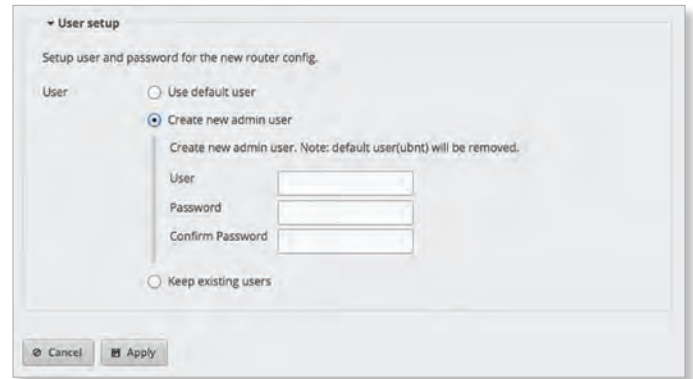 User setup
Setup user and password for the new router config.
User
Use default user
Create new admin user
Create new admin user. Note: default user(ubnt) will be removed.
User
Password
Confirm Password
Keep existing users
Cancel
Apply